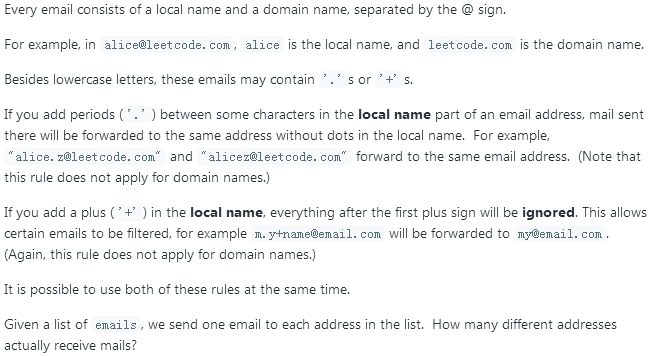 Every email consists of a local name and a domain name, separated by the @ sign.
For example, in alice@leetcode.com, alice is the local name, and leetcode.com is the domain name.
Besides lowercase letters, these emails may contain '.' s or '+' s.
If you add periods ('.' ) between some characters in the local name part of an email address, mail sent
there will be forwarded to the same address without dots in the local name.  For example,
"alice.z@leetcode.com" and "alicez@leetcode.com" forward to the same email address.  (Note that
this rule does not apply for domain names.)
If you add a plus ('+' ) in the local name, everything after the first plus sign will be ignored. This allows
certain emails to be filtered, for example m.y+name@email.com will be forwarded to my@email.com .
(Again, this rule does not apply for domain names.)
It is possible to use both of these rules at the same time.
Given a list of emails, we send one email to each address in the list.  How many different addresses
actually receive mails?